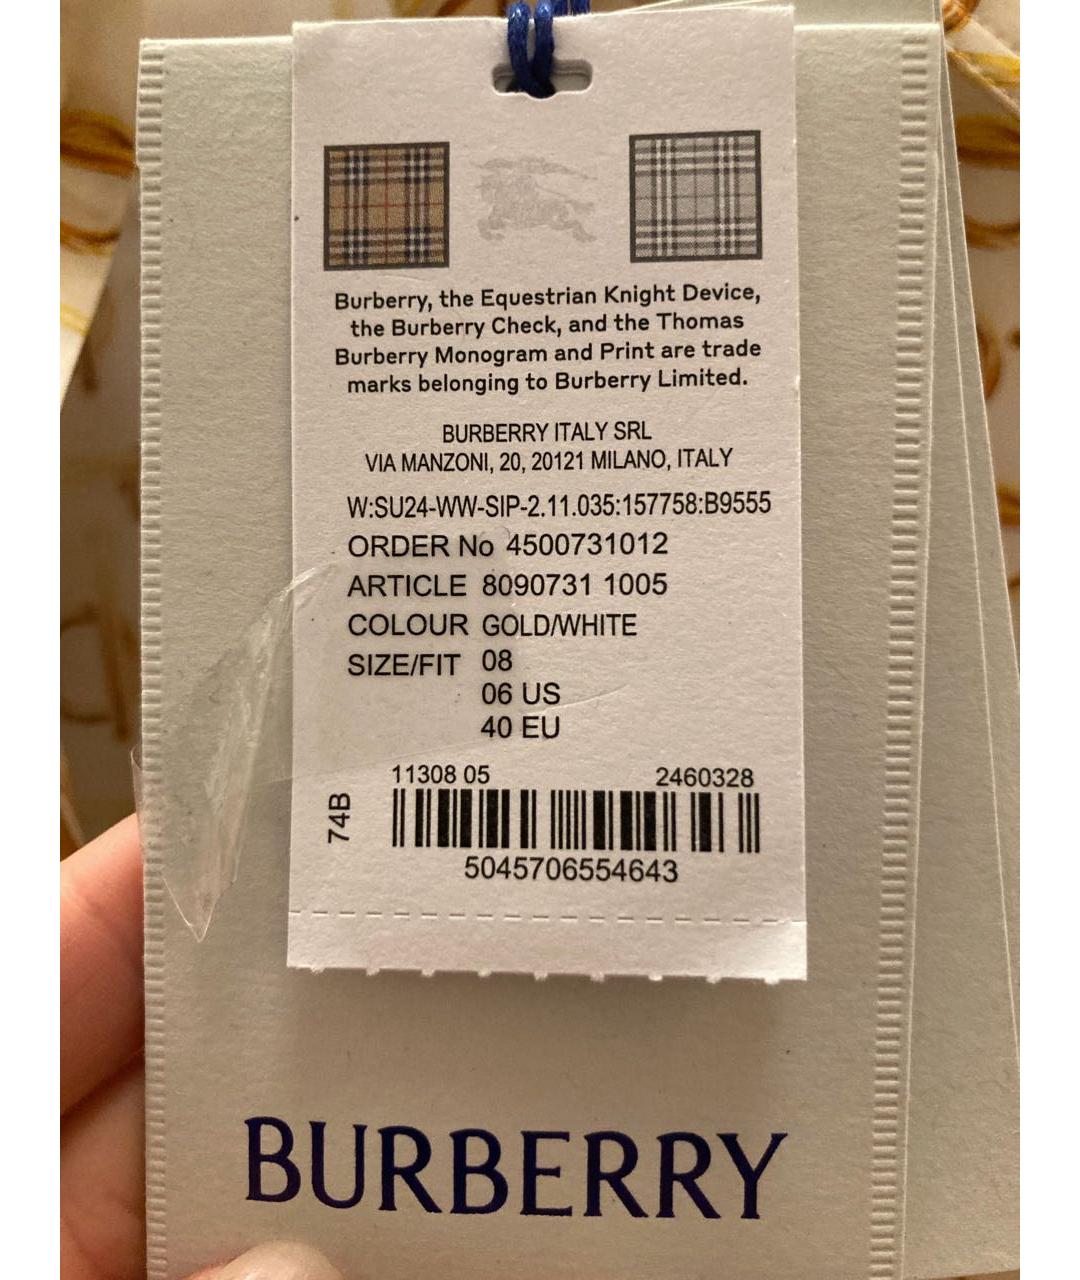 Burberry, the Equestrian Knight Device,
the Burberry Check, and the Thomas
Burberry Monogram and Print are trade
marks belonging to Burberry Limited.
BURBERRY ITALY SRL
VIA MANZONI, 20, 20121 MILANO, ITALY
W:SU24-WW-SIP-2.11.035:157758:B9555
ORDER No 4500731012
ARTICLE 8090731 1005
COLOUR GOLD/WHITE
SIZE/FIT 08
06 US
40 EU
11308 05 2460328
74B
5045706554643
BURBERRY